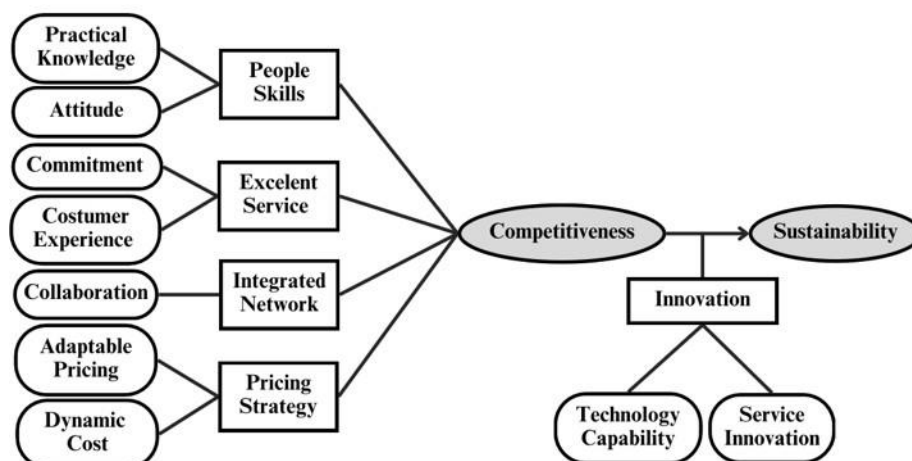 Practical
Knowledge
Attitude
People
Skills
Commitment
Costumer
Experience
Excelent
Service
Collaboration
Integrated
Network
Adaptable
Pricing
Dynamic
Cost
Pricing
Strategy
Competitiveness
Sustainability
Innovation
Technology
Capability
Service
Innovation